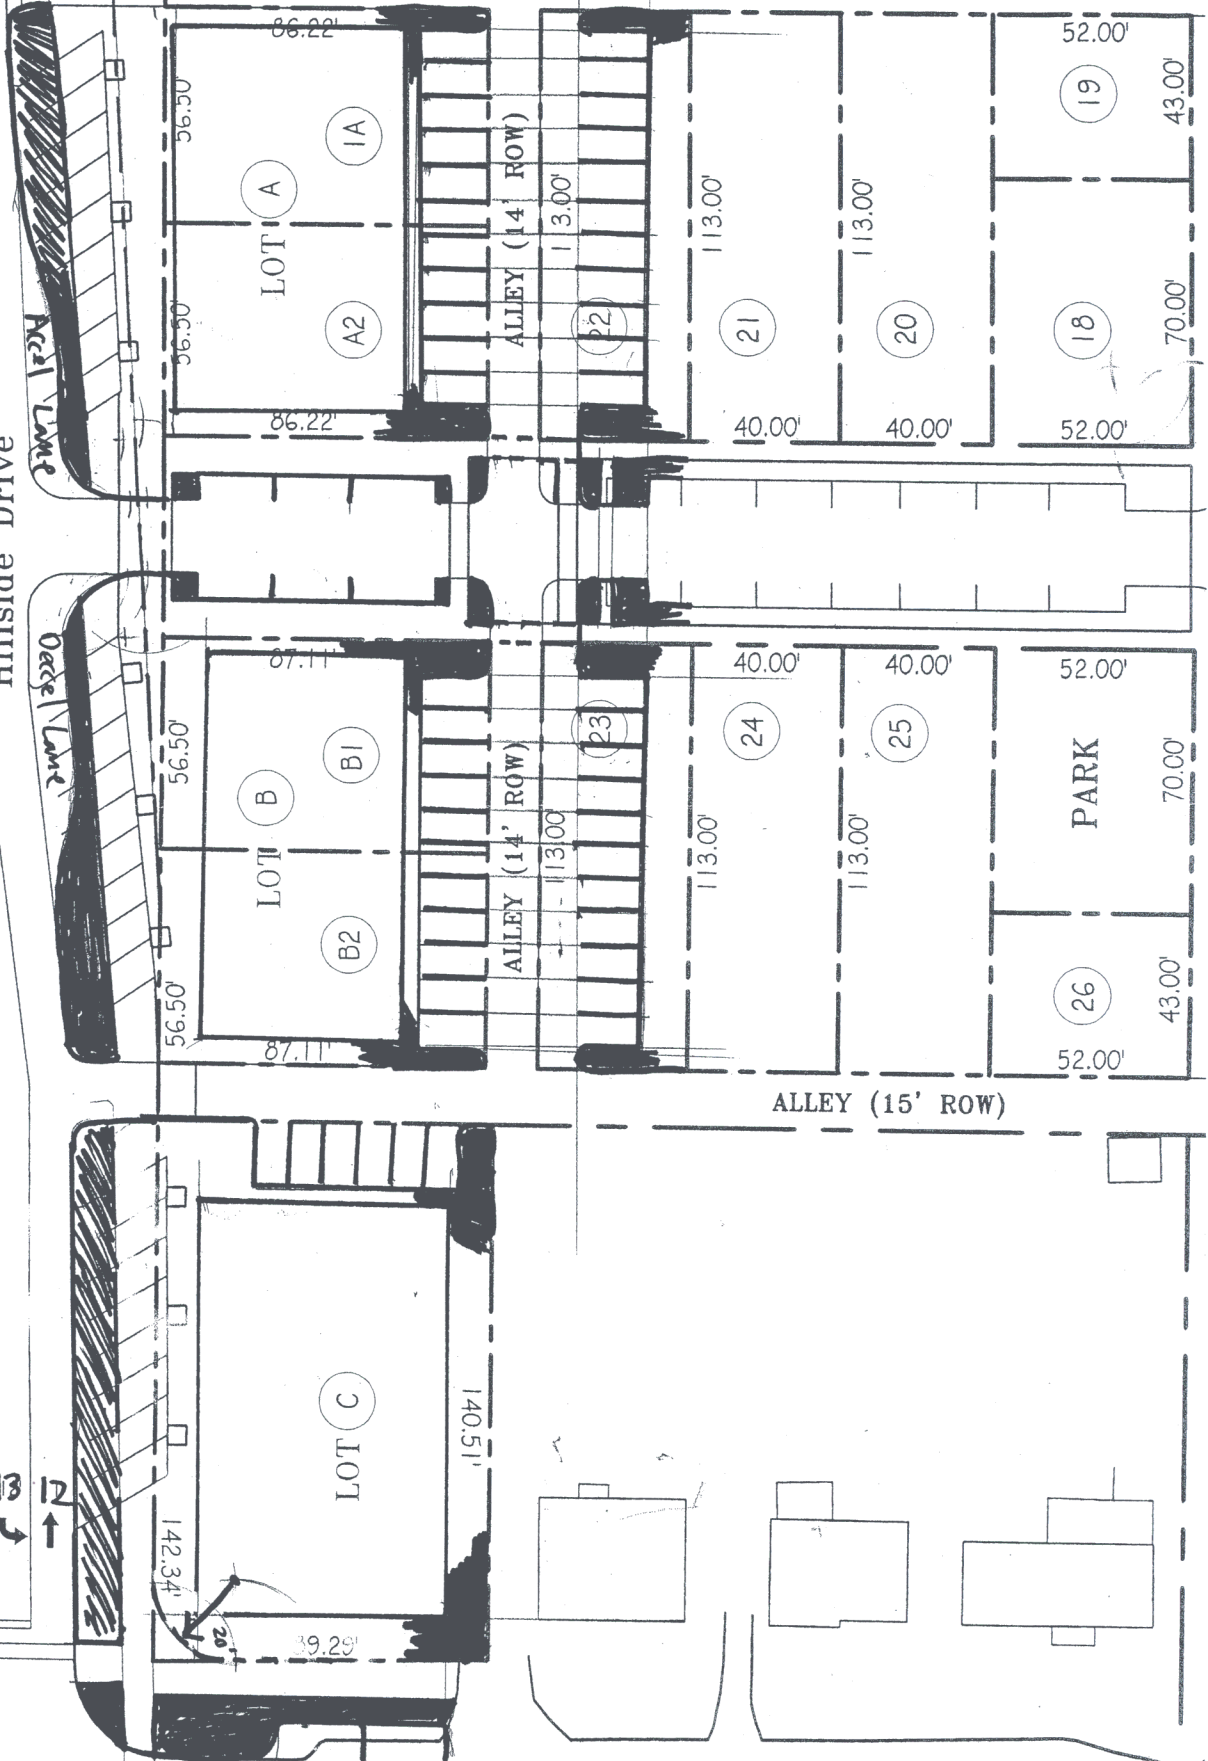 86.22'
56.50'
1A
A
LOT
56.50'
A2
86.22'
ALLEY (14' ROW)
113.00'
22
113.00'
21
40.00'
113.00'
20
40.00'
52.00'
19
43.00'
18
70.00'
52.00'
Accel Lane
Hillside Drive
Deccel Lane
87.11'
56.50'
B1
B
LOT
B2
56.50'
87.11'
ALLEY (14' ROW)
113.00'
23
40.00'
24
113.00'
40.00'
25
113.00'
52.00'
PARK
70.00'
26
43.00'
52.00'
ALLEY (15' ROW)
C
LOT
140.51'
142.34'
20'
39.29'
13 12